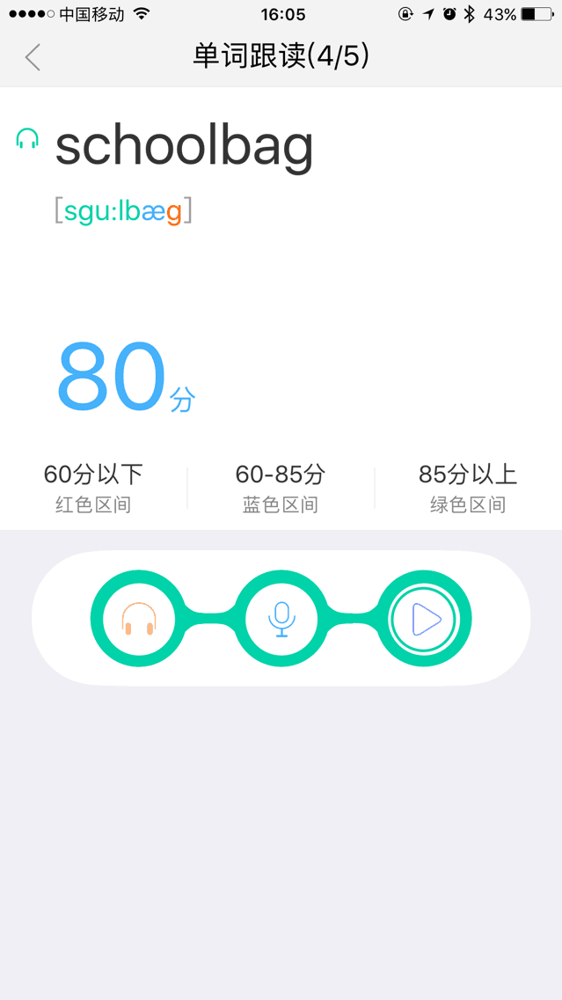 中国移动 16:05 43%
单词跟读(4/5)
schoolbag
[sgu:lbæg]
80分
60分以下 60-85分 85分以上
红色区间 蓝色区间 绿色区间